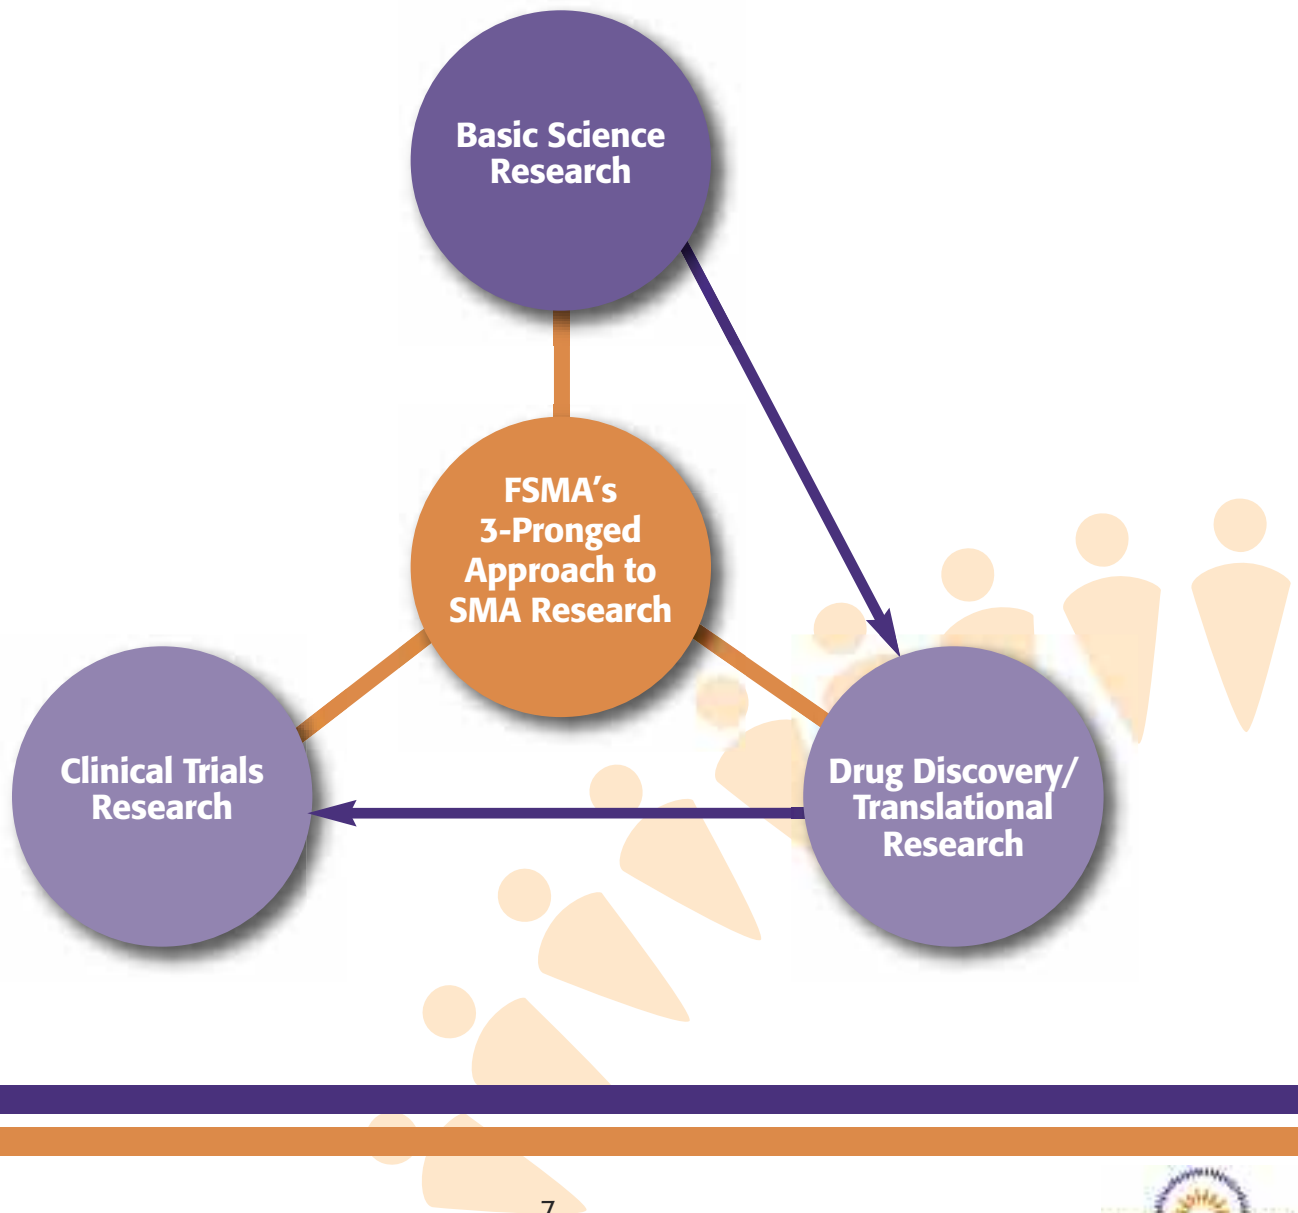 Basic Science
Research
FSMA’s
3-Pronged
Approach to
SMA Research
Clinical Trials
Research
Drug Discovery/
Translational
Research
7